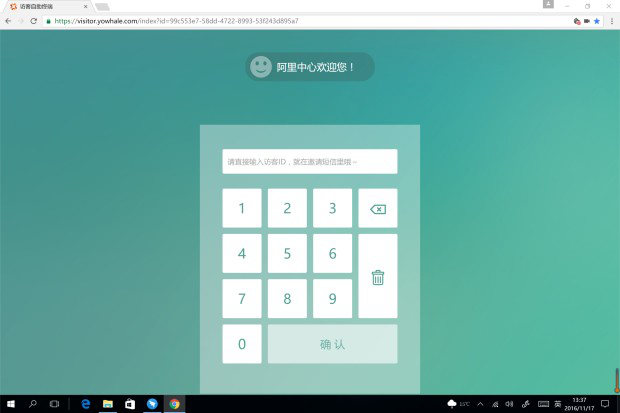 访客自助终端
https://visitor.yowhale.com/index?id=99c553e7-58dd-4722-8993-53f243d895a7
阿里中心欢迎您！
请直接输入访客ID，就在邀请短信里哦～
1 2 3
4 5 6
7 8 9
0 确 认
15°C 英 13:37
2016/11/17